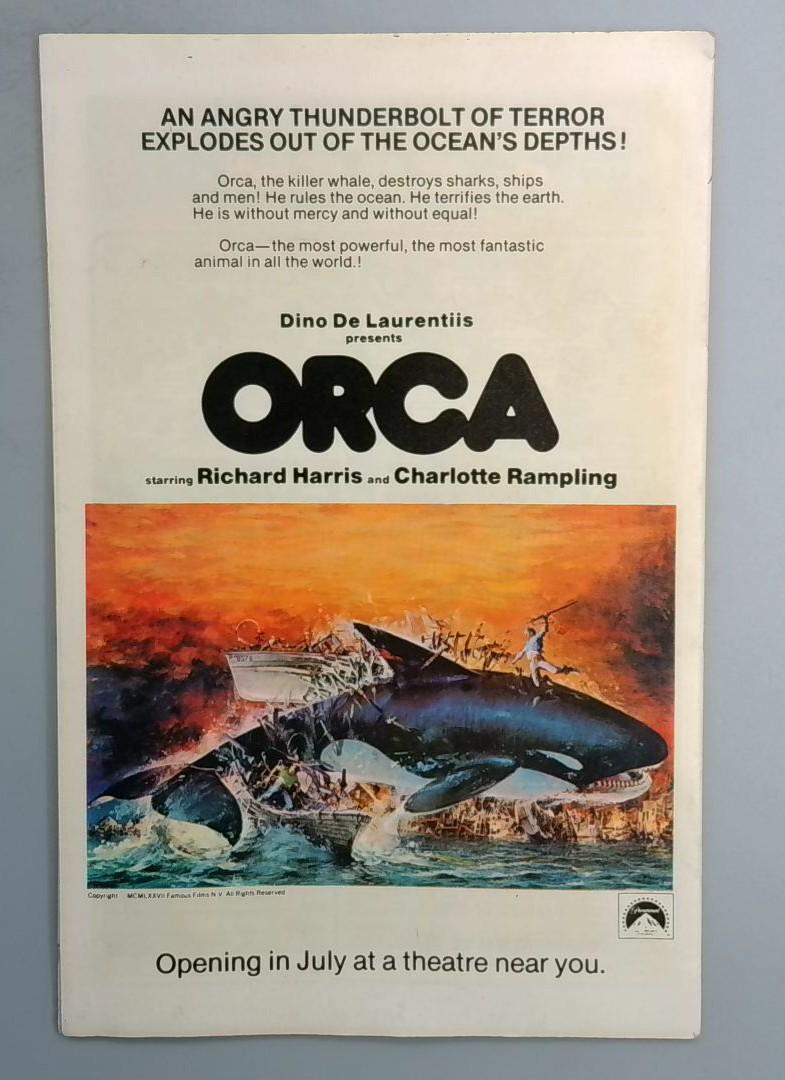 AN ANGRY THUNDERBOLT OF TERROR
EXPLODES OUT OF THE OCEAN'S DEPTHS!
Orca, the killer whale, destroys sharks, ships
and men! He rules the ocean. He terrifies the earth.
He is without mercy and without equal!
Orca—the most powerful, the most fantastic
animal in all the world.!
Dino De Laurentiis
presents
ORCA
starring Richard Harris and Charlotte Rampling
Copyright MCMLXXVII Famous Films N.V. All Rights Reserved
Paramount
Opening in July at a theatre near you.